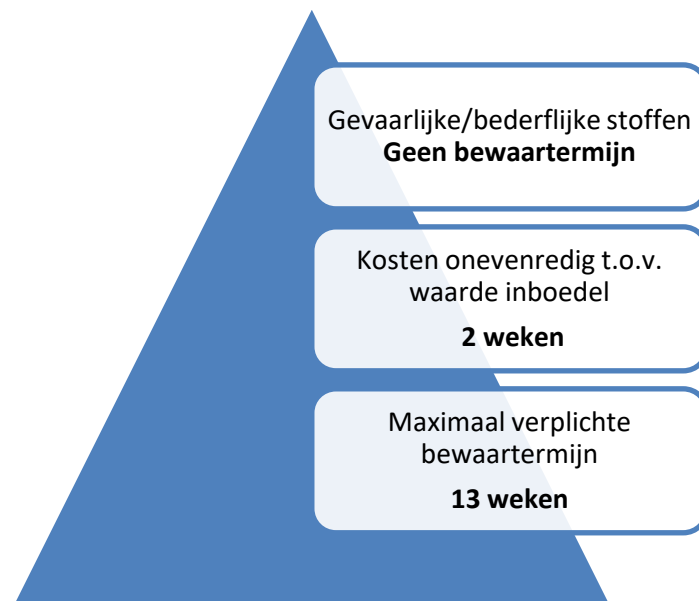 Gevaarlijke/bederflijke stoffen
Geen bewaartermijn
Kosten onevenredig t.o.v.
waarde inboedel
2 weken
Maximaal verplichte
bewaartermijn
13 weken